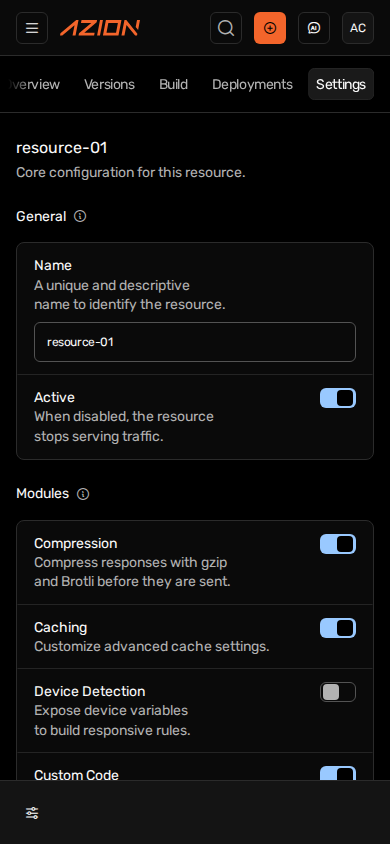 AZION
AI
AC
verview
Versions
Build
Deployments
Settings
resource-01
Core configuration for this resource.
General
Name
A unique and descriptive
name to identify the resource.
resource-01
Active
When disabled, the resource
stops serving traffic.
Modules
Compression
Compress responses with gzip
and Brotli before they are sent.
Caching
Customize advanced cache settings.
Device Detection
Expose device variables
to build responsive rules.
Custom Code